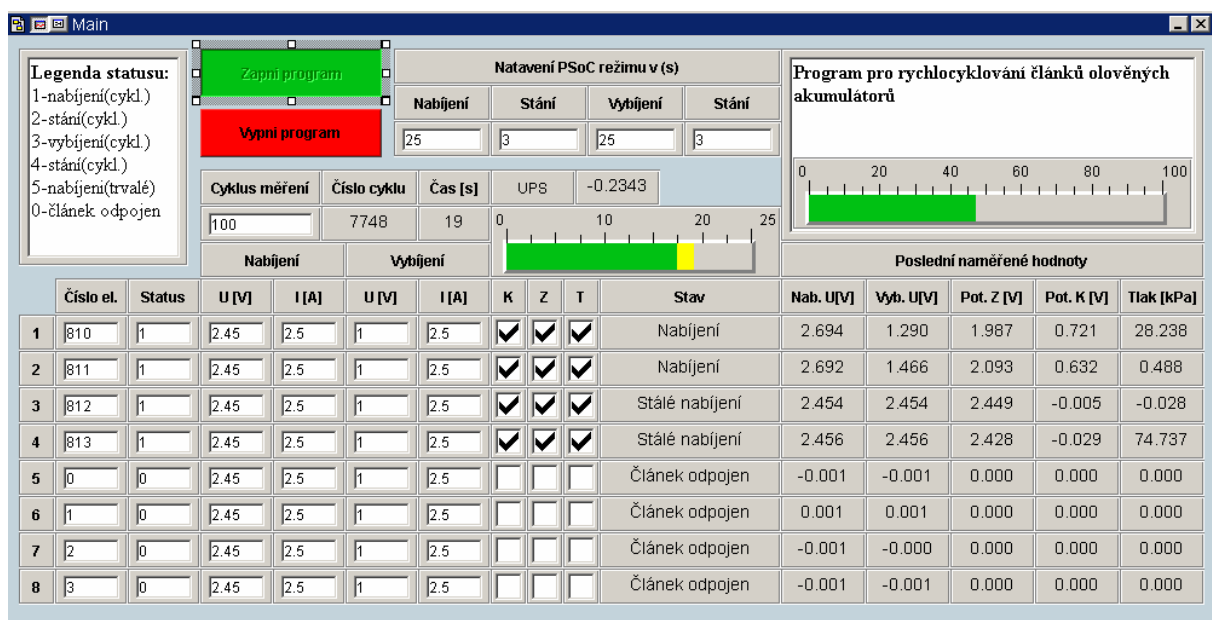 Main
Legenda statusu:
1-nabíjení(cykl.)
2-stání(cykl.)
3-vybíjení(cykl.)
4-stání(cykl.)
5-nabíjeni(trvalé)
0-článek odpojen
Zapni program
Vypni program
Natavení PSoC režimu v (s)
Nabíjení Stání Vybíjení Stání
25 3 25 3
Program pro rychlocyklování článků olověných
akumulátorů
0 20 40 60 80 100
Cyklus měření Číslo cyklu Čas [s] UPS -0.2343
100 7748 19
0 10 20 25
Nabíjení Vybíjení Poslední naměřené hodnoty
Číslo el. Status U [V] I [A] U [V] I [A] K Z T Stav Nab. U[V] Vyb. U[V] Pot. Z [V] Pot. K [V] Tlak [kPa]
1 810 1 2.45 2.5 1 2.5 Nabíjení 2.694 1.290 1.987 0.721 28.238
2 811 1 2.45 2.5 1 2.5 Nabíjení 2.692 1.466 2.093 0.632 0.488
3 812 1 2.45 2.5 1 2.5 Stálé nabíjení 2.454 2.454 2.449 -0.005 -0.028
4 813 1 2.45 2.5 1 2.5 Stálé nabíjení 2.456 2.456 2.428 -0.029 74.737
5 0 0 2.45 2.5 1 2.5 Článek odpojen -0.001 -0.001 0.000 0.000 0.000
6 1 0 2.45 2.5 1 2.5 Článek odpojen 0.001 0.001 0.000 0.000 0.000
7 2 0 2.45 2.5 1 2.5 Článek odpojen -0.001 -0.000 0.000 0.000 0.000
8 3 0 2.45 2.5 1 2.5 Článek odpojen -0.001 -0.001 0.000 0.000 0.000